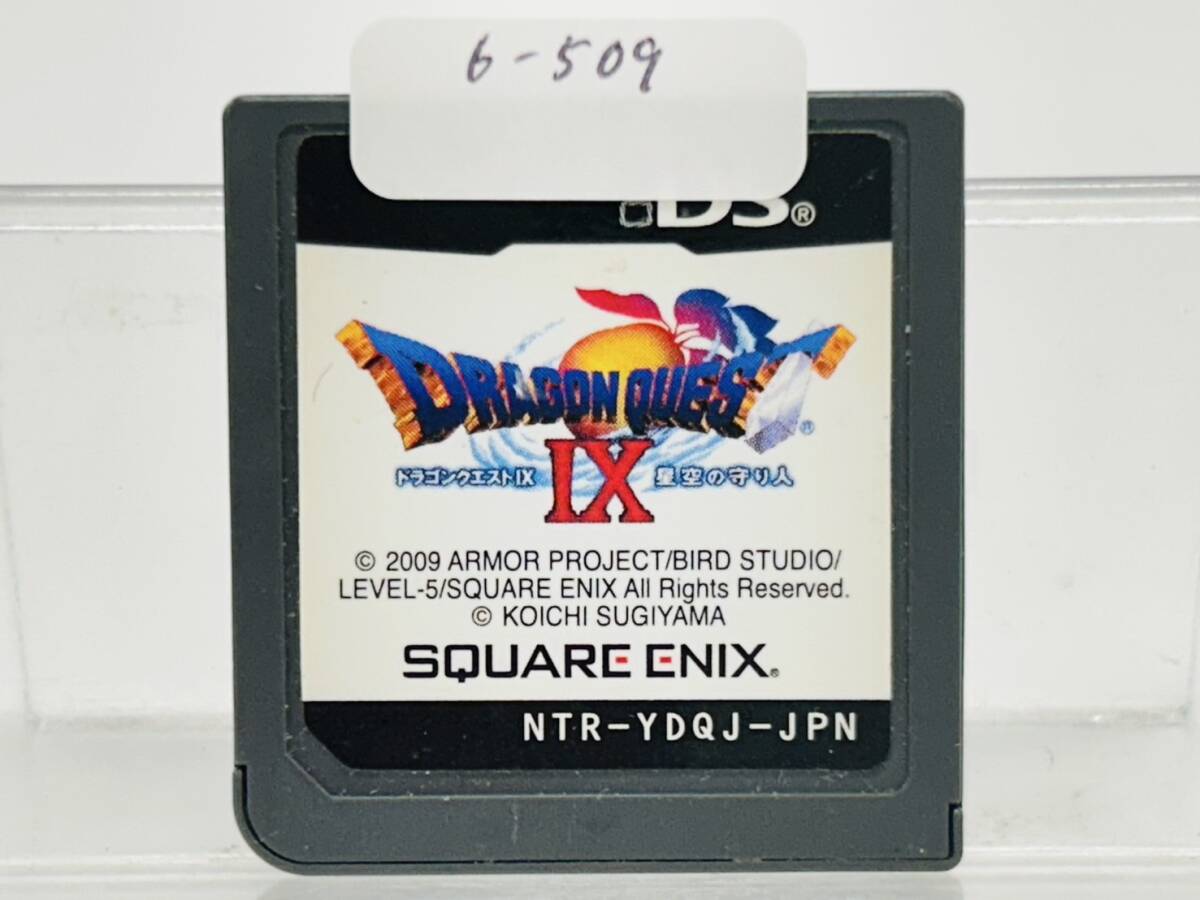 6-509
DS®
DRAGON QUEST®
IX
ドラゴンクエストIX 星空の守り人
© 2009 ARMOR PROJECT/BIRD STUDIO/
LEVEL-5/SQUARE ENIX All Rights Reserved.
© KOICHI SUGIYAMA
SQUARE ENIX®
NTR-YDQJ-JPN